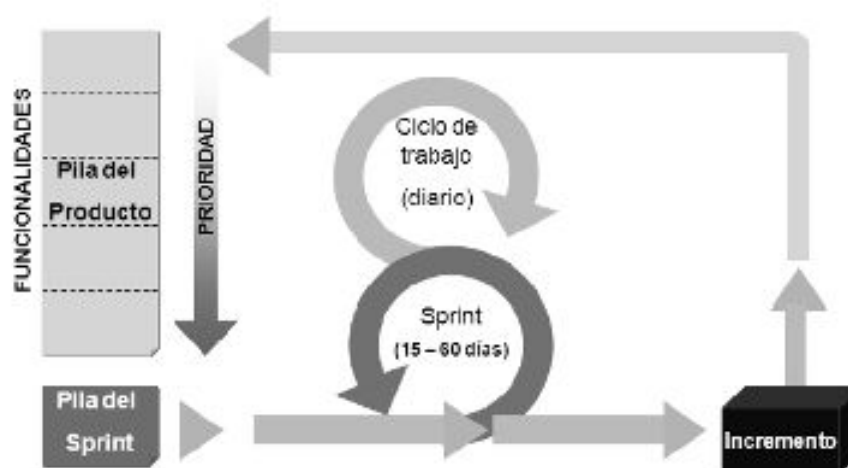 FUNCIONALIDADES
Pila del
Producto
PRIORIDAD
Ciclo de
trabajo
(diario)
Sprint
(15 – 60 días)
Pila del
Sprint
Incremento